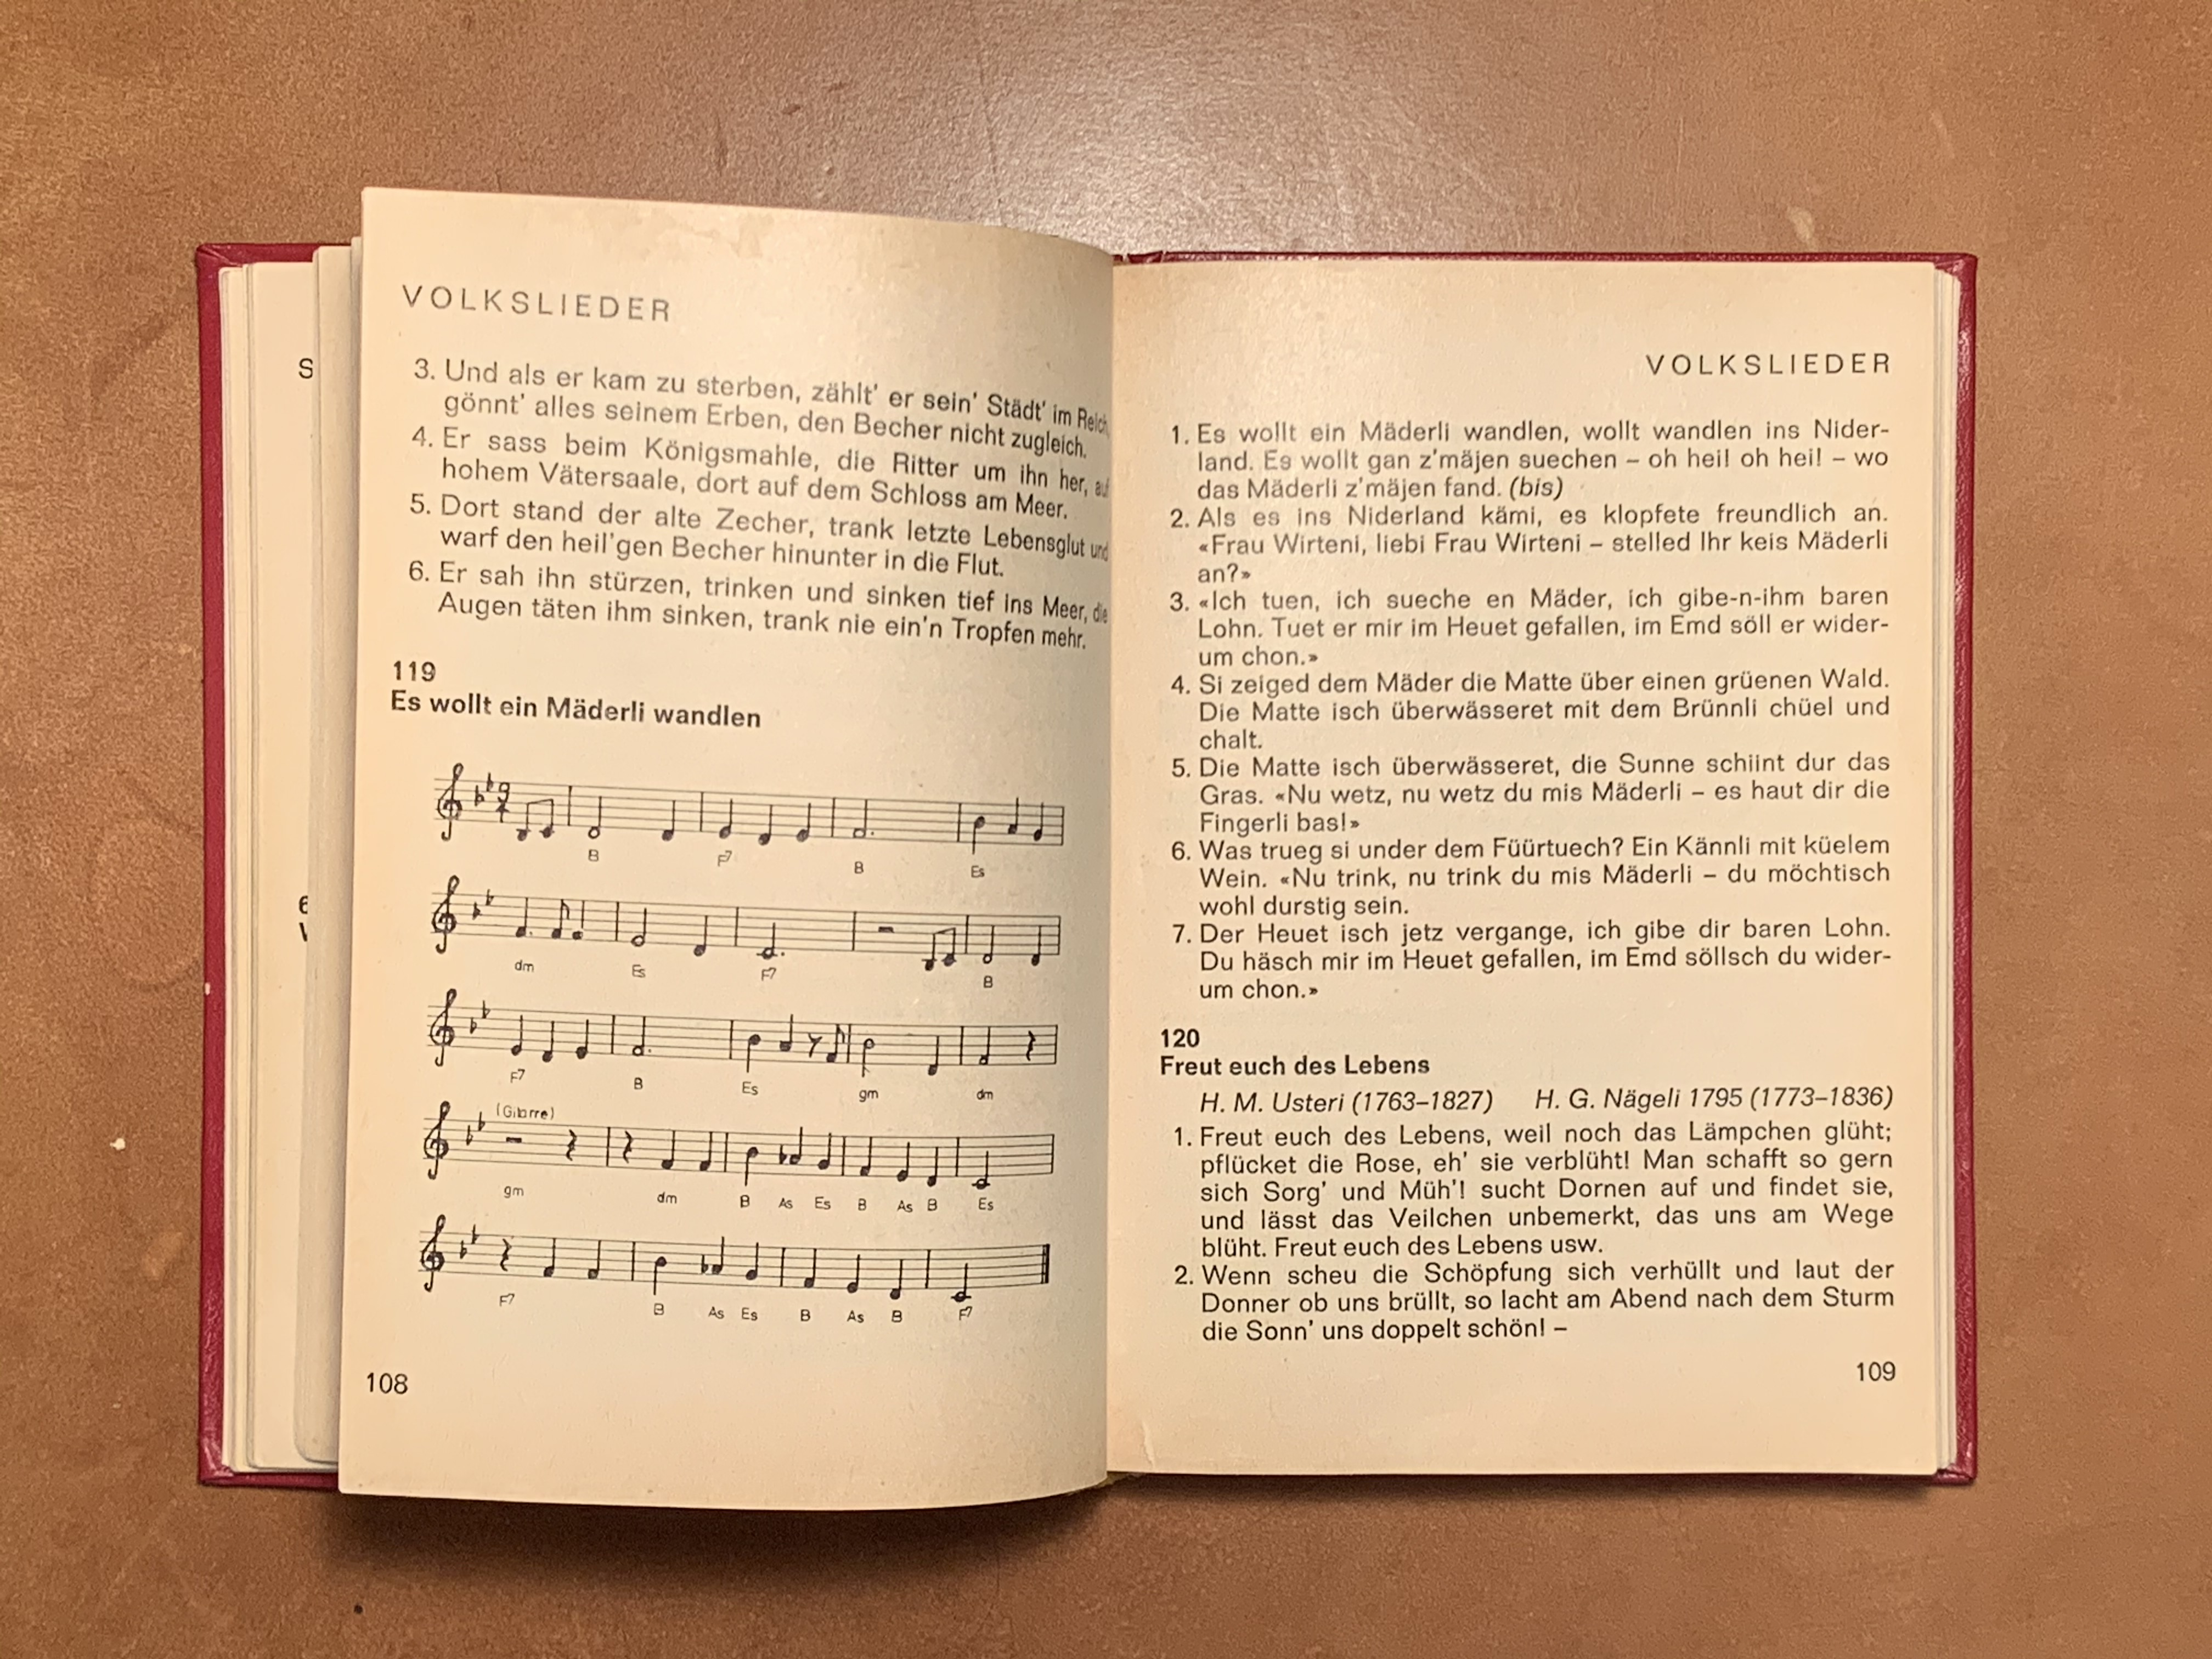 VOLKSLIEDER
3. Und als er kam zu sterben, zählt' er sein' Städt' im Reich,
gönnt' alles seinem Erben, den Becher nicht zugleich.
4. Er sass beim Königsmahle, die Ritter um ihn her, auf
hohem Vätersaale, dort auf dem Schloss am Meer.
5. Dort stand der alte Zecher, trank letzte Lebensglut und
warf den heil'gen Becher hinunter in die Flut.
6. Er sah ihn stürzen, trinken und sinken tief ins Meer, die
Augen täten ihm sinken, trank nie ein'n Tropfen mehr.
119
Es wollt ein Mäderli wandlen
B F7 B Es
dm Es F7 B
F7 B Es gm dm
(Gitarre)
gm dm B As Es B As B Es
F7 B As Es B As B F7
108
VOLKSLIEDER
1. Es wollt ein Mäderli wandlen, wollt wandlen ins Nider-
land. Es wollt gan z'mäjen suechen – oh hei! oh hei! – wo
das Mäderli z'mäjen fand. (bis)
2. Als es ins Niderland kämi, es klopfete freundlich an.
«Frau Wirteni, liebi Frau Wirteni – stelled Ihr keis Mäderli
an?»
3. «Ich tuen, ich sueche en Mäder, ich gibe-n-ihm baren
Lohn. Tuet er mir im Heuet gefallen, im Emd söll er wider-
um chon.»
4. Si zeiged dem Mäder die Matte über einen grüenen Wald.
Die Matte isch überwässeret mit dem Brünnli chüel und
chalt.
5. Die Matte isch überwässeret, die Sunne schiint dur das
Gras. «Nu wetz, nu wetz du mis Mäderli – es haut dir die
Fingerli bas!»
6. Was trueg si under dem Füürtuech? Ein Kännli mit küelem
Wein. «Nu trink, nu trink du mis Mäderli – du möchtisch
wohl durstig sein.
7. Der Heuet isch jetz vergange, ich gibe dir baren Lohn.
Du häsch mir im Heuet gefallen, im Emd söllsch du wider-
um chon.»
120
Freut euch des Lebens
H. M. Usteri (1763–1827) H. G. Nägeli 1795 (1773–1836)
1. Freut euch des Lebens, weil noch das Lämpchen glüht;
pflücket die Rose, eh' sie verblüht! Man schafft so gern
sich Sorg' und Müh'! sucht Dornen auf und findet sie,
und lässt das Veilchen unbemerkt, das uns am Wege
blüht. Freut euch des Lebens usw.
2. Wenn scheu die Schöpfung sich verhüllt und laut der
Donner ob uns brüllt, so lacht am Abend nach dem Sturm
die Sonn' uns doppelt schön! –
109